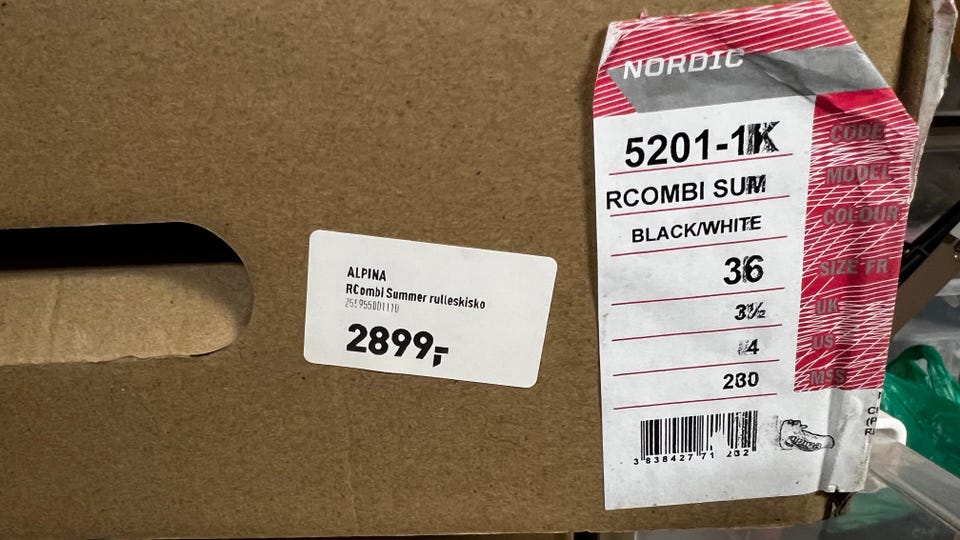 ALPINA
RCombi Summer rulleskisko
2899,-
NORDIC
5201-1K CODE
RCOMBI SUM MODEL
BLACK/WHITE COLOUR
36 SIZE FR
3½ UK
4 US
230 MSS